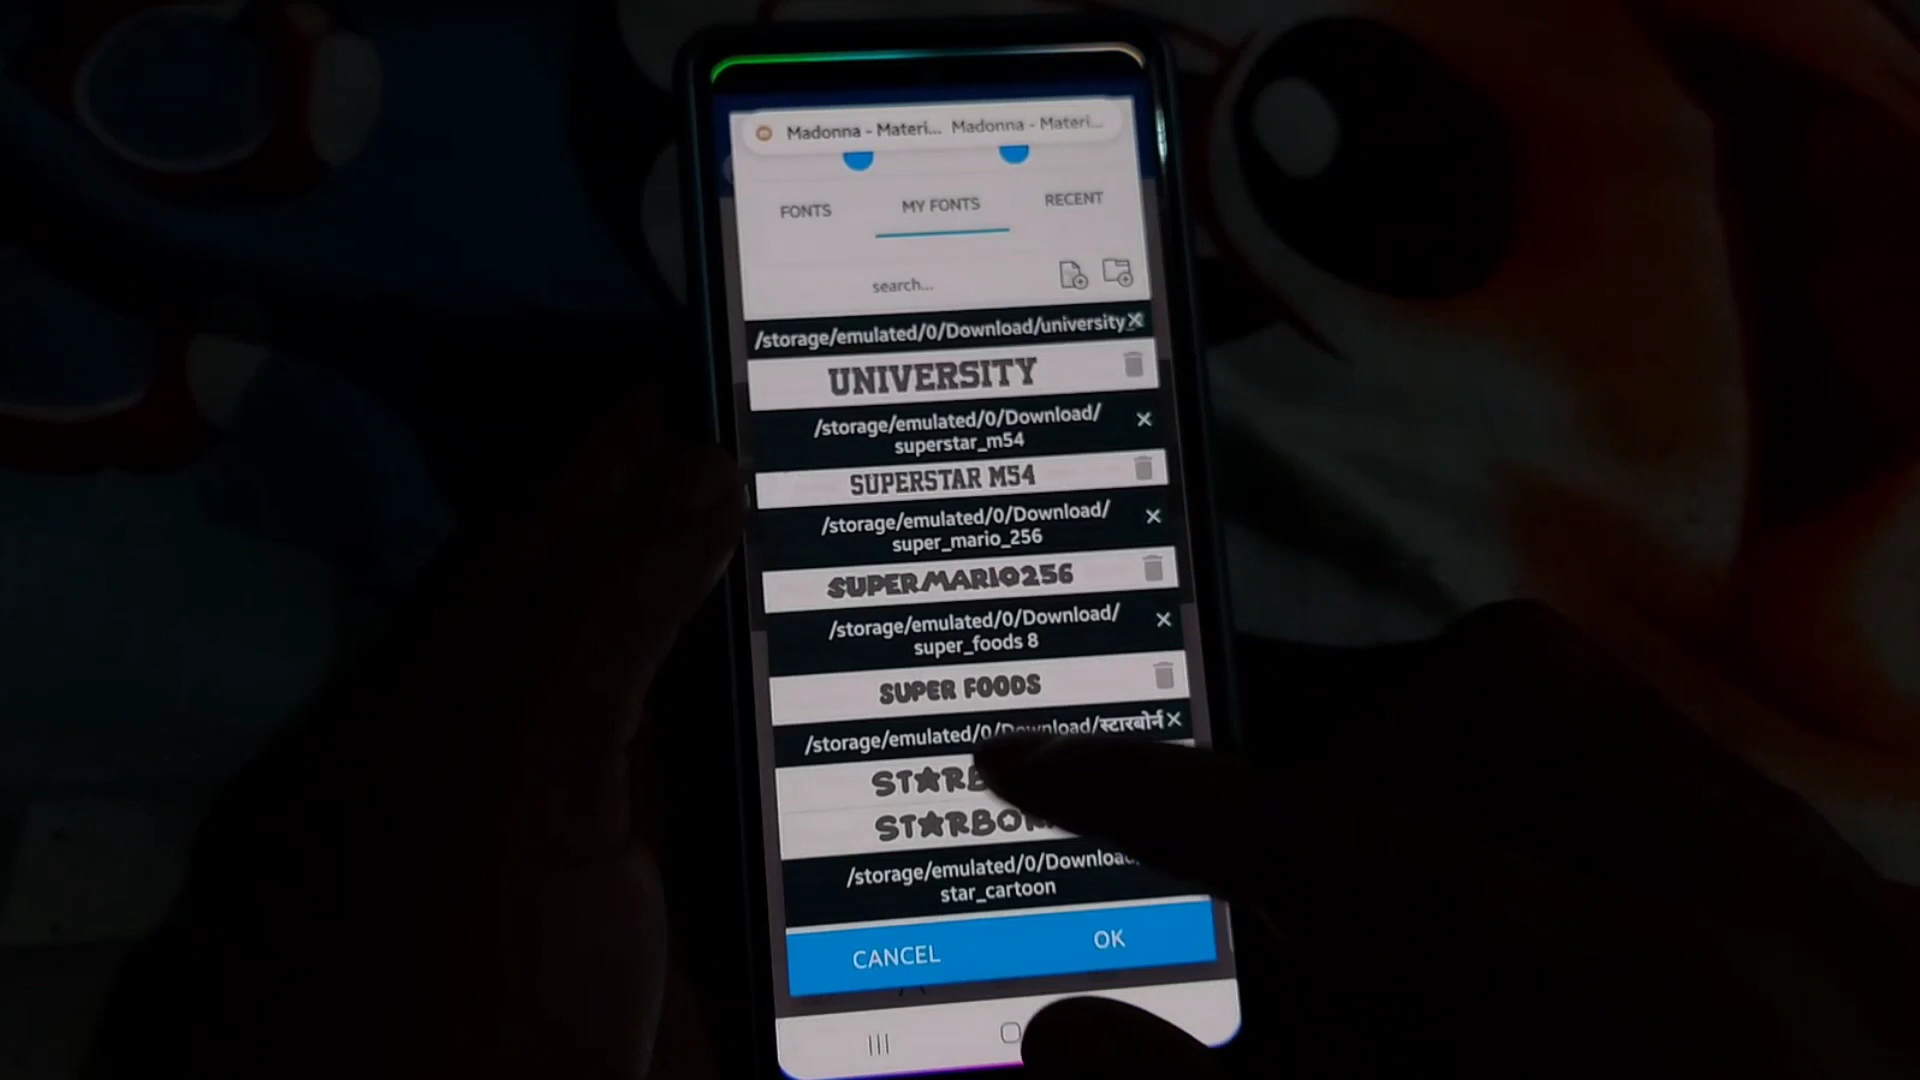 Madonna - Materi... Madonna - Materi...
FONTS MY FONTS RECENT
search...
/storage/emulated/0/Download/university_
UNIVERSITY
/storage/emulated/0/Download/
superstar_m54
SUPERSTAR M54
/storage/emulated/0/Download/
super_mario_256
SUPERMARIO256
/storage/emulated/0/Download/
super_foods 8
SUPER FOODS
/storage/emulated/0/Download/स्टारबोर्न
/storage/emulated/0/Download/
star_cartoon
CANCEL OK